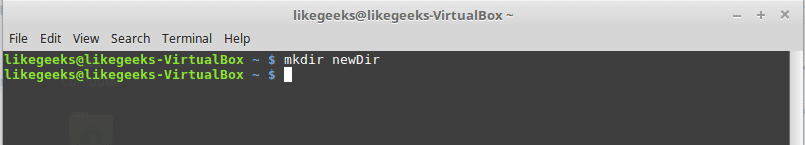 likegeeks@likegeeks-VirtualBox ~
File Edit View Search Terminal Help
likegeeks@likegeeks-VirtualBox ~ $ mkdir newDir
likegeeks@likegeeks-VirtualBox ~ $